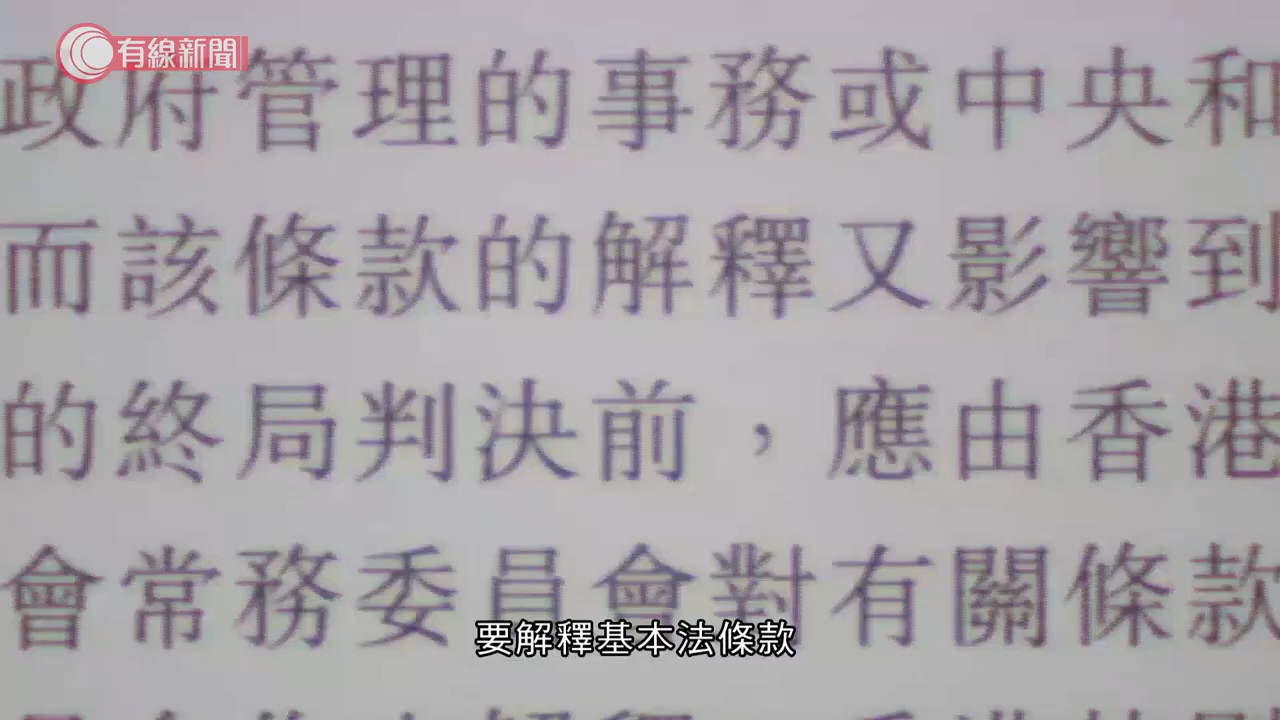 有線新聞
政府管理的事務或中央和
而該條款的解釋又影響到
的終局判決前，應由香港
會常務委員會對有關條款
要解釋基本法條款